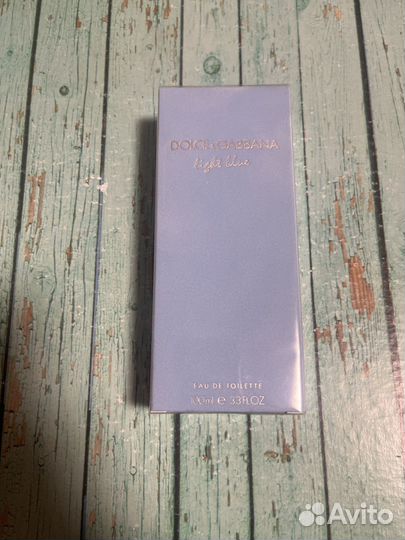 DOLCE & GABBANA
light blue
EAU DE TOILETTE
100ml e 3.3FL.OZ
Avito